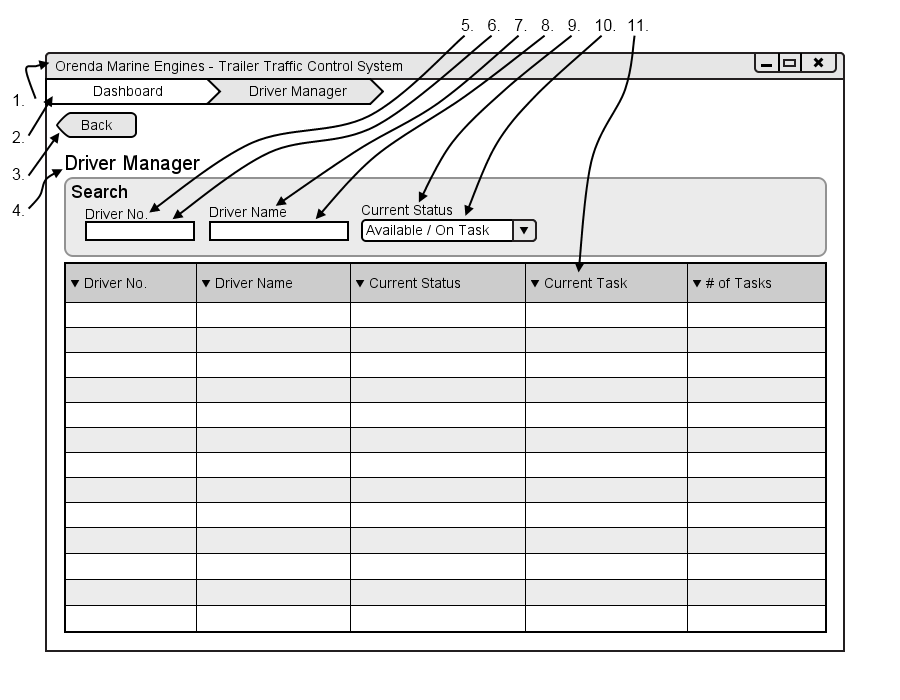 5. 6. 7. 8. 9. 10. 11.
Orenda Marine Engines - Trailer Traffic Control System
1.
Dashboard Driver Manager
2.
Back
3.
Driver Manager
4.
Search
Driver No. Driver Name Current Status
Available / On Task
Driver No. Driver Name Current Status Current Task # of Tasks